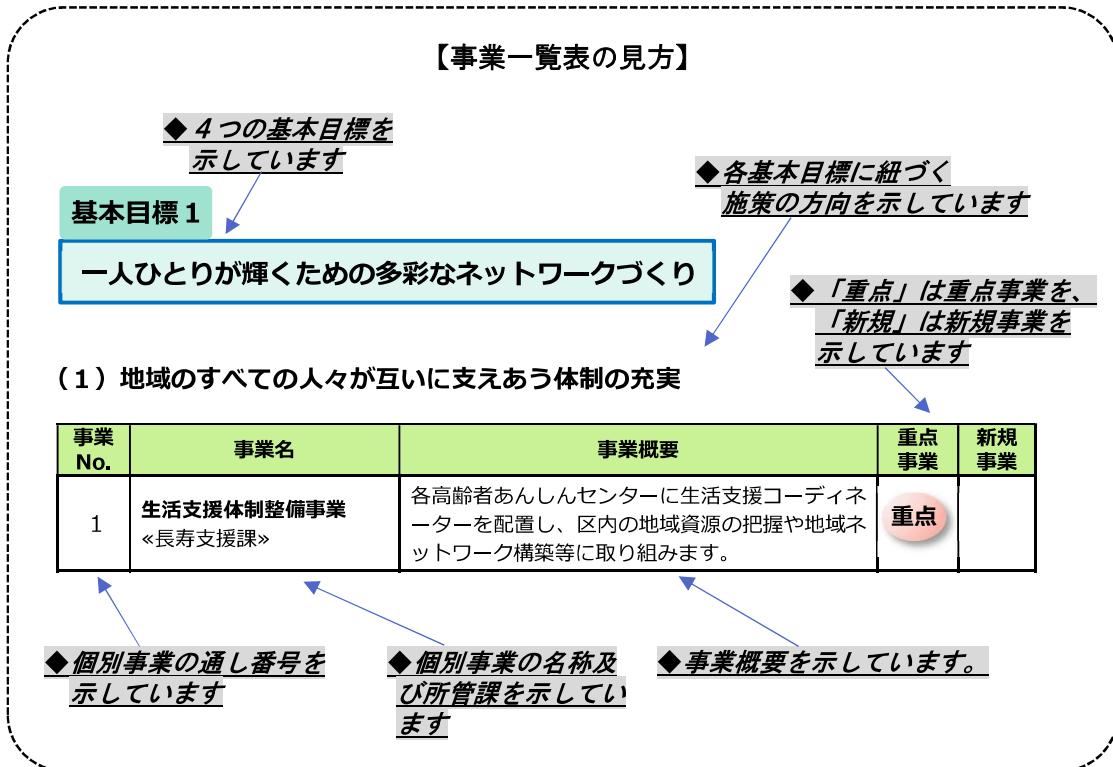 【事業一覧表の見方】
◆４つの基本目標を
示しています
◆各基本目標に紐づく
施策の方向を示しています
基本目標１
一人ひとりが輝くための多彩なネットワークづくり
◆「重点」は重点事業を、
「新規」は新規事業を
示しています
（１）地域のすべての人々が互いに支えあう体制の充実
事業
No.
事業名
事業概要
重点
事業
新規
事業
1
生活支援体制整備事業
≪長寿支援課≫
各高齢者あんしんセンターに生活支援コーディネ
ーターを配置し、区内の地域資源の把握や地域ネ
ットワーク構築等に取り組みます。
重点
◆個別事業の通し番号を
示しています
◆個別事業の名称及
び所管課を示してい
ます
◆事業概要を示しています。